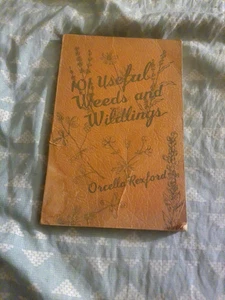 101 Useful
Weeds and
Wildlings
Orcella Rexford